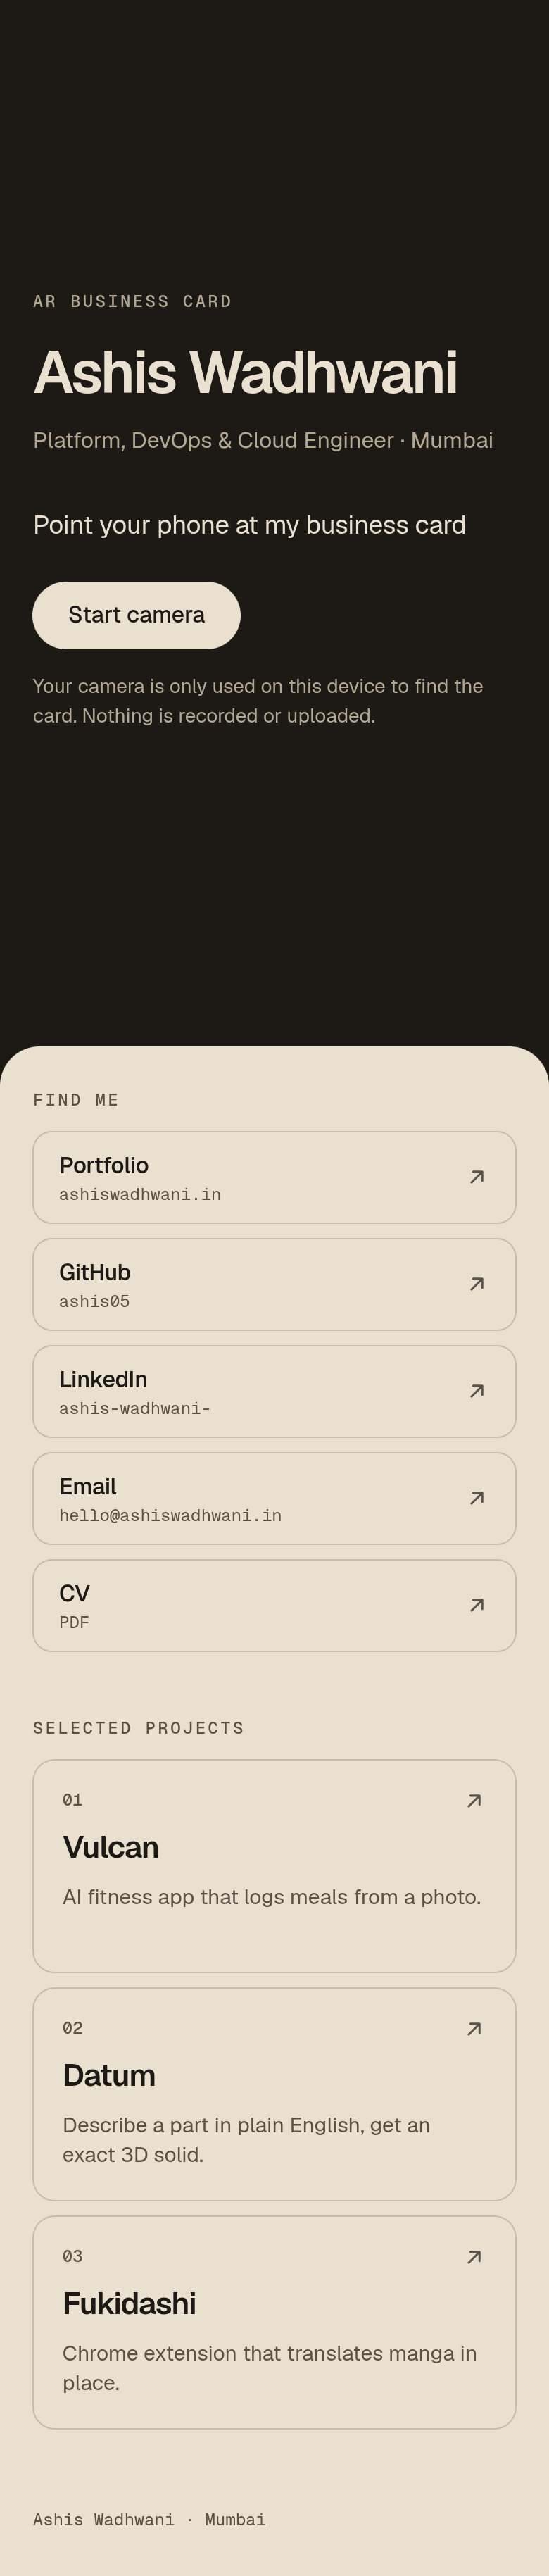 AR BUSINESS CARD
Ashis Wadhwani
Platform, DevOps & Cloud Engineer · Mumbai
Point your phone at my business card
Start camera
Your camera is only used on this device to find the
card. Nothing is recorded or uploaded.
FIND ME
Portfolio
ashiswadhwani.in
GitHub
ashis05
LinkedIn
ashis-wadhwani-
Email
hello@ashiswadhwani.in
CV
PDF
SELECTED PROJECTS
01
Vulcan
AI fitness app that logs meals from a photo.
02
Datum
Describe a part in plain English, get an
exact 3D solid.
03
Fukidashi
Chrome extension that translates manga in
place.
Ashis Wadhwani · Mumbai